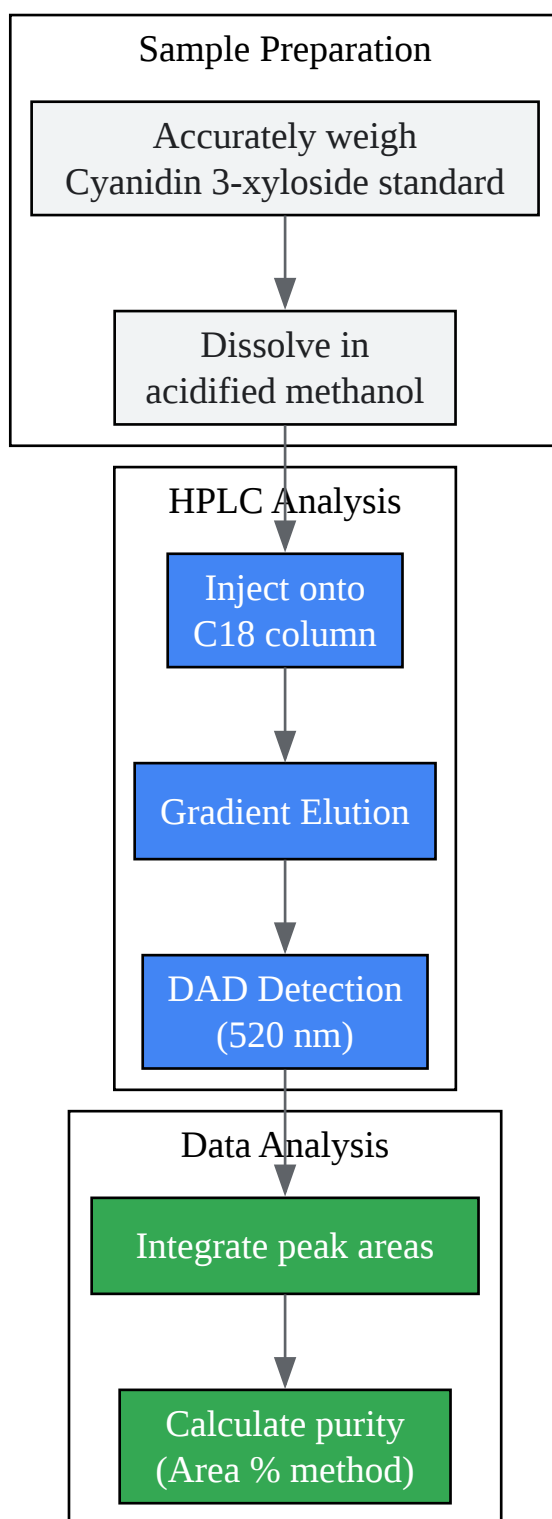 Sample Preparation
Accurately weigh
Cyanidin 3-xyloside standard
Dissolve in
acidified methanol
HPLC Analysis
Inject onto
C18 column
Gradient Elution
DAD Detection
(520 nm)
Data Analysis
Integrate peak areas
Calculate purity
(Area % method)